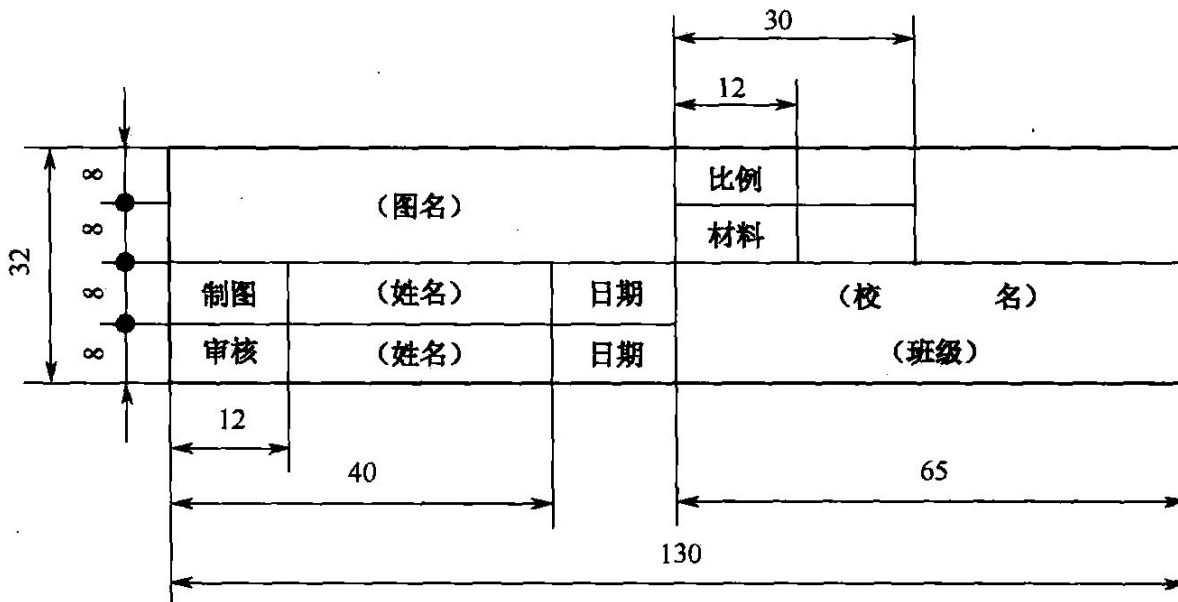 30
12
8 比例
(图名)
8 材料
32
8 制图 (姓名) 日期 (校 名)
8 审核 (姓名) 日期 (班级)
12
40 65
130